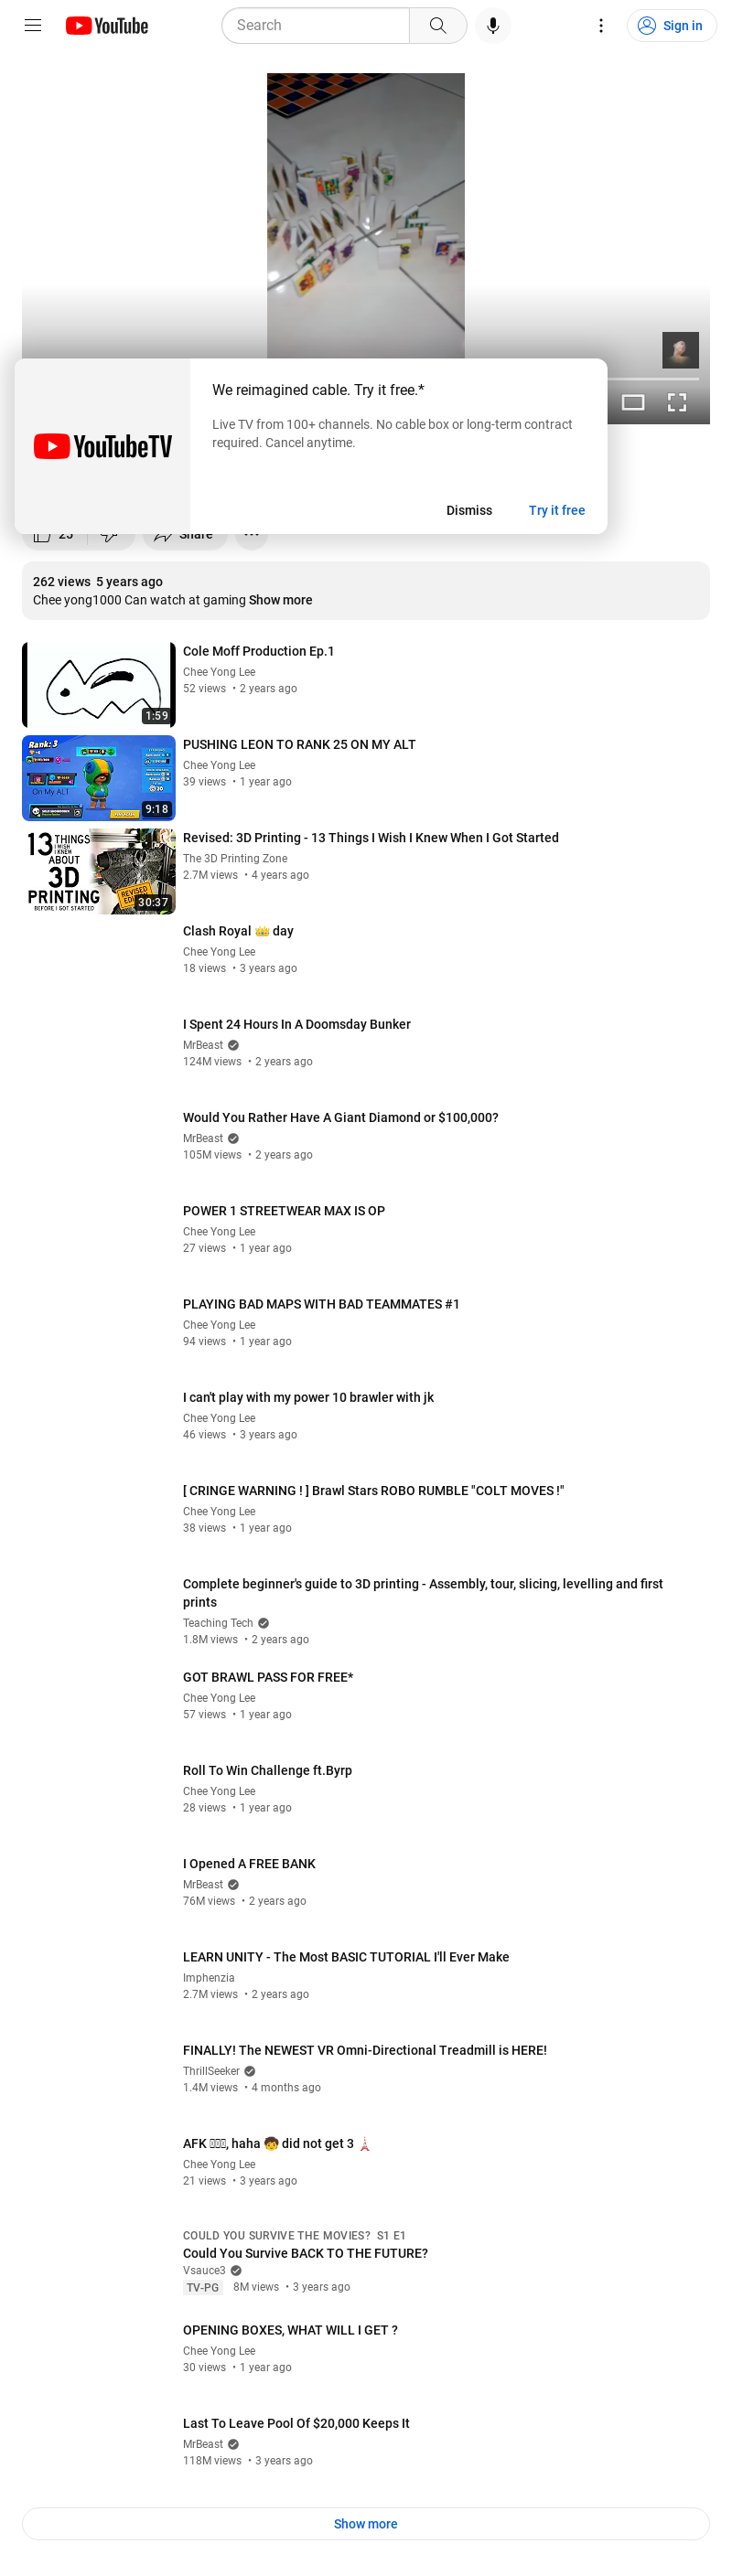 YouTube
Search
Sign in
We reimagined cable. Try it free.*
Live TV from 100+ channels. No cable box or long-term contract
required. Cancel anytime.
YouTubeTV
Dismiss
Try it free
25
Share
262 views 5 years ago
Chee yong1000 Can watch at gaming Show more
Cole Moff Production Ep.1
Chee Yong Lee
52 views • 2 years ago
1:59
PUSHING LEON TO RANK 25 ON MY ALT
Chee Yong Lee
39 views • 1 year ago
Rank: 3
On My ALT
9:18
Revised: 3D Printing - 13 Things I Wish I Knew When I Got Started
The 3D Printing Zone
2.7M views • 4 years ago
13 THINGS
I WISH I KNEW
ABOUT
3D
PRINTING
BEFORE I GOT STARTED
REVISED EDITION
30:37
Clash Royal 👑 day
Chee Yong Lee
18 views • 3 years ago
I Spent 24 Hours In A Doomsday Bunker
MrBeast
124M views • 2 years ago
Would You Rather Have A Giant Diamond or $100,000?
MrBeast
105M views • 2 years ago
POWER 1 STREETWEAR MAX IS OP
Chee Yong Lee
27 views • 1 year ago
PLAYING BAD MAPS WITH BAD TEAMMATES #1
Chee Yong Lee
94 views • 1 year ago
I can't play with my power 10 brawler with jk
Chee Yong Lee
46 views • 3 years ago
[ CRINGE WARNING ! ] Brawl Stars ROBO RUMBLE "COLT MOVES !"
Chee Yong Lee
38 views • 1 year ago
Complete beginner's guide to 3D printing - Assembly, tour, slicing, levelling and first
prints
Teaching Tech
1.8M views • 2 years ago
GOT BRAWL PASS FOR FREE*
Chee Yong Lee
57 views • 1 year ago
Roll To Win Challenge ft.Byrp
Chee Yong Lee
28 views • 1 year ago
I Opened A FREE BANK
MrBeast
76M views • 2 years ago
LEARN UNITY - The Most BASIC TUTORIAL I'll Ever Make
Imphenzia
2.7M views • 2 years ago
FINALLY! The NEWEST VR Omni-Directional Treadmill is HERE!
ThrillSeeker
1.4M views • 4 months ago
AFK , haha 🧒 did not get 3 🗼
Chee Yong Lee
21 views • 3 years ago
COULD YOU SURVIVE THE MOVIES? S1 E1
Could You Survive BACK TO THE FUTURE?
Vsauce3
TV-PG 8M views • 3 years ago
OPENING BOXES, WHAT WILL I GET ?
Chee Yong Lee
30 views • 1 year ago
Last To Leave Pool Of $20,000 Keeps It
MrBeast
118M views • 3 years ago
Show more